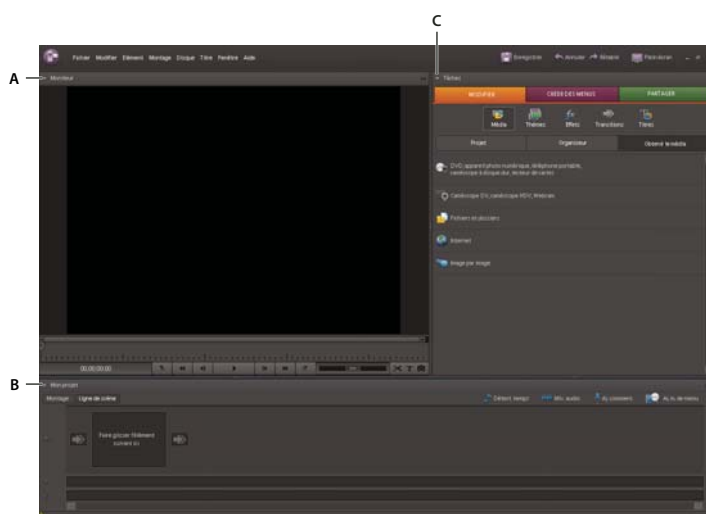 C
Fichier Modifier Elément Montage Disque Titre Fenêtre Aide
Enregistrer Annuler Rétablir
A
Moniteur
Tâches
MODIFIER CRÉER DES MENUS PARTAGER
Média Thèmes Effets Transitions Titres
Projet Organiseur Obtenir le média
DVD, appareil photo numérique, téléphone portable,
caméscope à disque dur, lecteur de cartes
Caméscope DV, caméscope HDV, Webcam
Fichiers et dossiers
Internet
Image par image
00;00;00;00
B
Mon projet
Montage Ligne de scène
Mix audio
Faire glisser l'élément
suivant ici